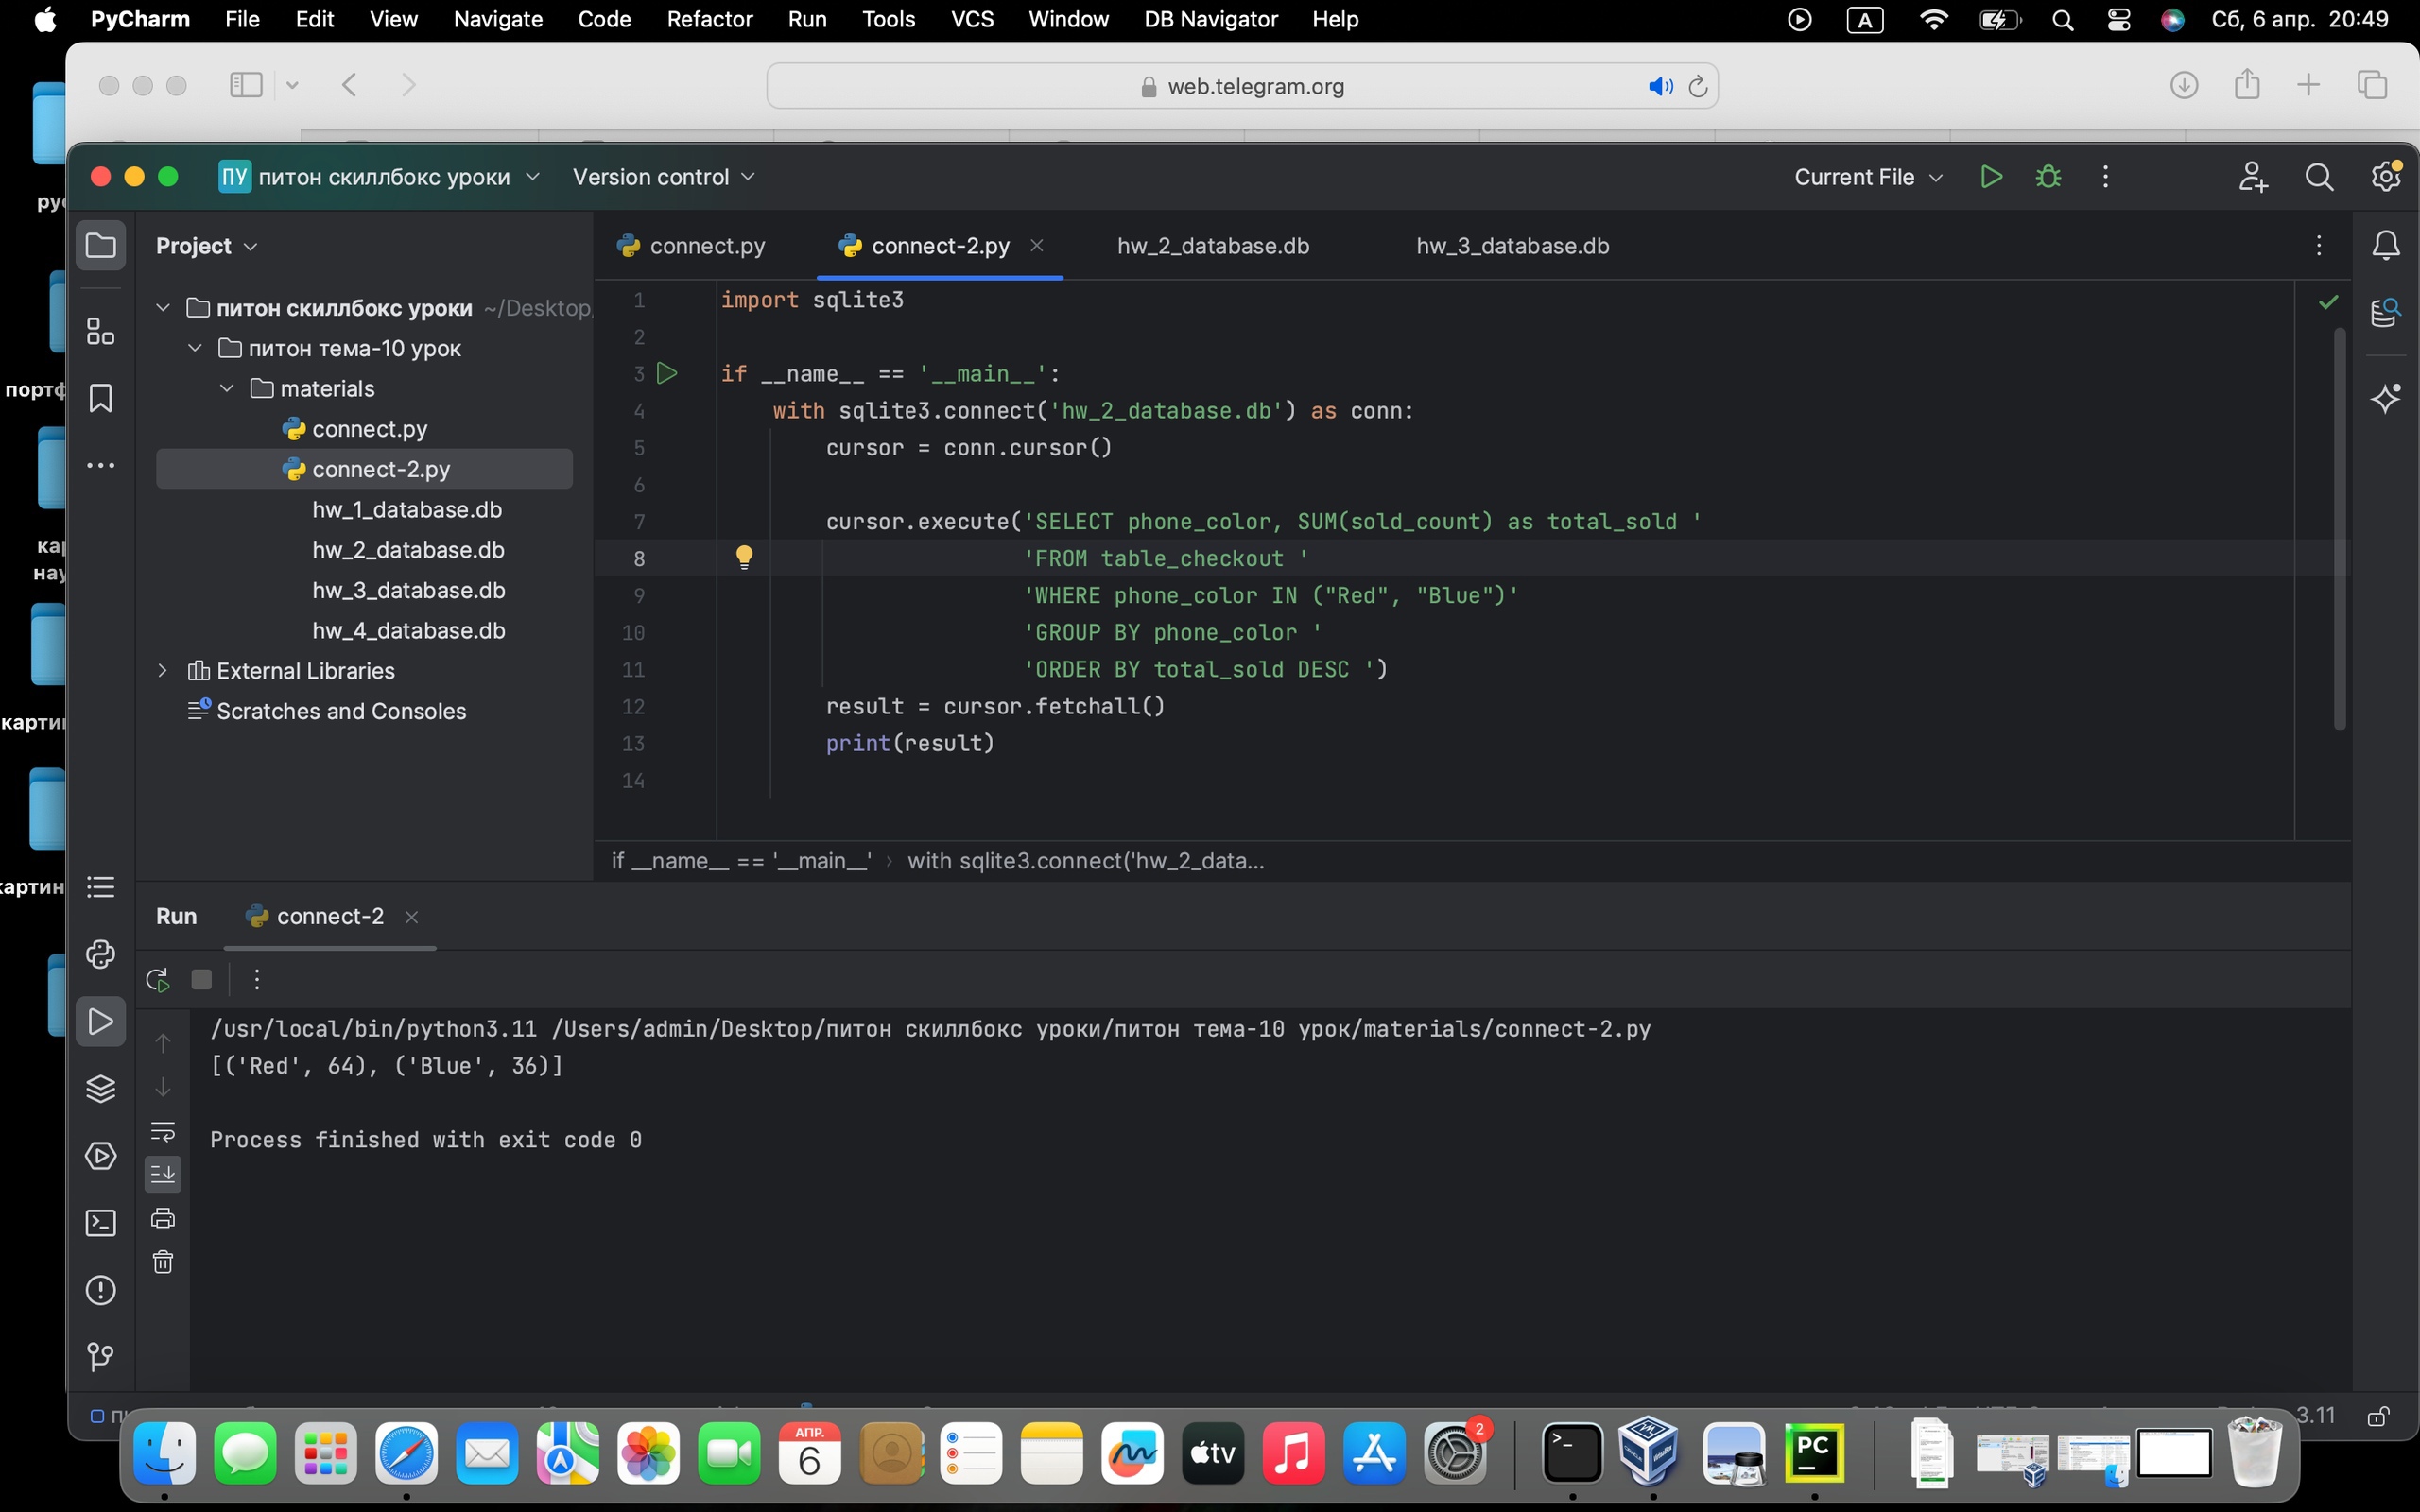 PyCharm File Edit View Navigate Code Refactor Run Tools VCS Window DB Navigator Help A Сб, 6 апр. 20:49
web.telegram.org
ПУ питон скиллбокс уроки Version control Current File
Project
connect.py connect-2.py hw_2_database.db hw_3_database.db
питон скиллбокс уроки ~/Desktop
питон тема-10 урок
materials
connect.py
connect-2.py
hw_1_database.db
hw_2_database.db
hw_3_database.db
hw_4_database.db
External Libraries
Scratches and Consoles
1 import sqlite3
2
3 if __name__ == '__main__':
4 with sqlite3.connect('hw_2_database.db') as conn:
5 cursor = conn.cursor()
6
7 cursor.execute('SELECT phone_color, SUM(sold_count) as total_sold '
8 'FROM table_checkout '
9 'WHERE phone_color IN ("Red", "Blue")'
10 'GROUP BY phone_color '
11 'ORDER BY total_sold DESC ')
12 result = cursor.fetchall()
13 print(result)
14
if __name__ == '__main__' › with sqlite3.connect('hw_2_data...
Run connect-2
/usr/local/bin/python3.11 /Users/admin/Desktop/питон скиллбокс уроки/питон тема-10 урок/materials/connect-2.py
[('Red', 64), ('Blue', 36)]
Process finished with exit code 0
3.11
АПР.
6
tv
2
PC